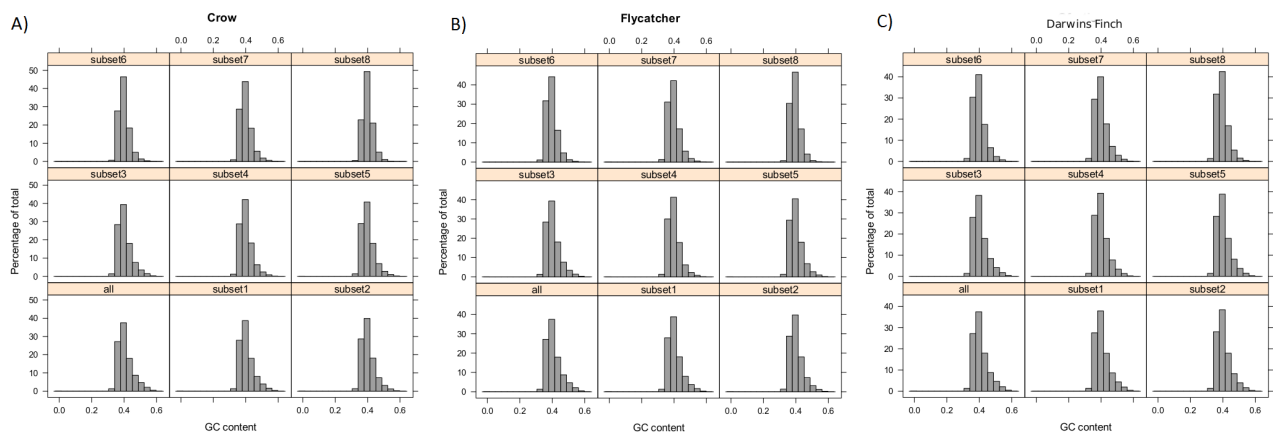 A)
Crow
0.0 0.2 0.4 0.6
subset6 subset7 subset8
50
40
30
20
10
0
subset3 subset4 subset5
50
40
30
20
10
0
all subset1 subset2
50
40
30
20
10
0
Percentage of total
0.0 0.2 0.4 0.6 0.0 0.2 0.4 0.6
GC content
B)
Flycatcher
0.0 0.2 0.4 0.6
subset6 subset7 subset8
40
30
20
10
0
subset3 subset4 subset5
40
30
20
10
0
all subset1 subset2
40
30
20
10
0
Percentage of total
0.0 0.2 0.4 0.6 0.0 0.2 0.4 0.6
GC content
C)
Darwins Finch
0.0 0.2 0.4 0.6
subset6 subset7 subset8
40
30
20
10
0
subset3 subset4 subset5
40
30
20
10
0
all subset1 subset2
40
30
20
10
0
Percentage of total
0.0 0.2 0.4 0.6 0.0 0.2 0.4 0.6
GC content